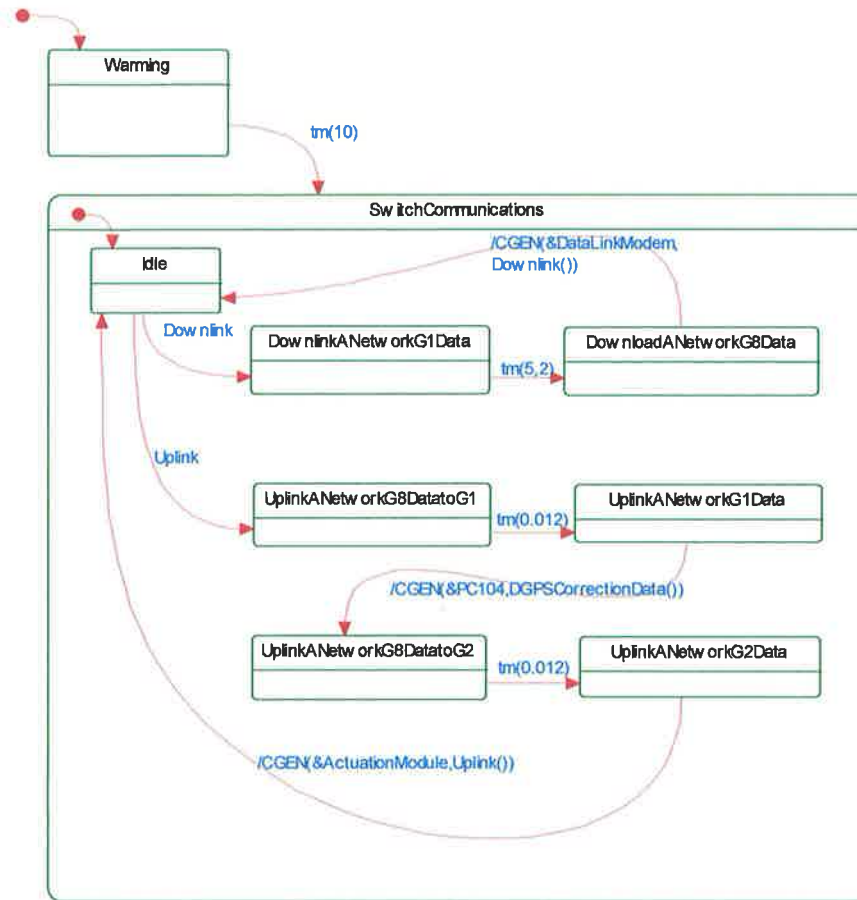 Warming
tm(10)
SwitchCommunications
/CGEN(&DataLinkModem,
Downlink())
Idle
Downlink
DownlinkANetworkG1Data
DownloadANetworkG8Data
tm(5,2)
Uplink
UplinkANetworkG8DatatoG1
UplinkANetworkG1Data
tm(0.012)
/CGEN(&PC104,DGPSCorrectionData())
UplinkANetworkG8DatatoG2
UplinkANetworkG2Data
tm(0.012)
/CGEN(&ActuationModule,Uplink())